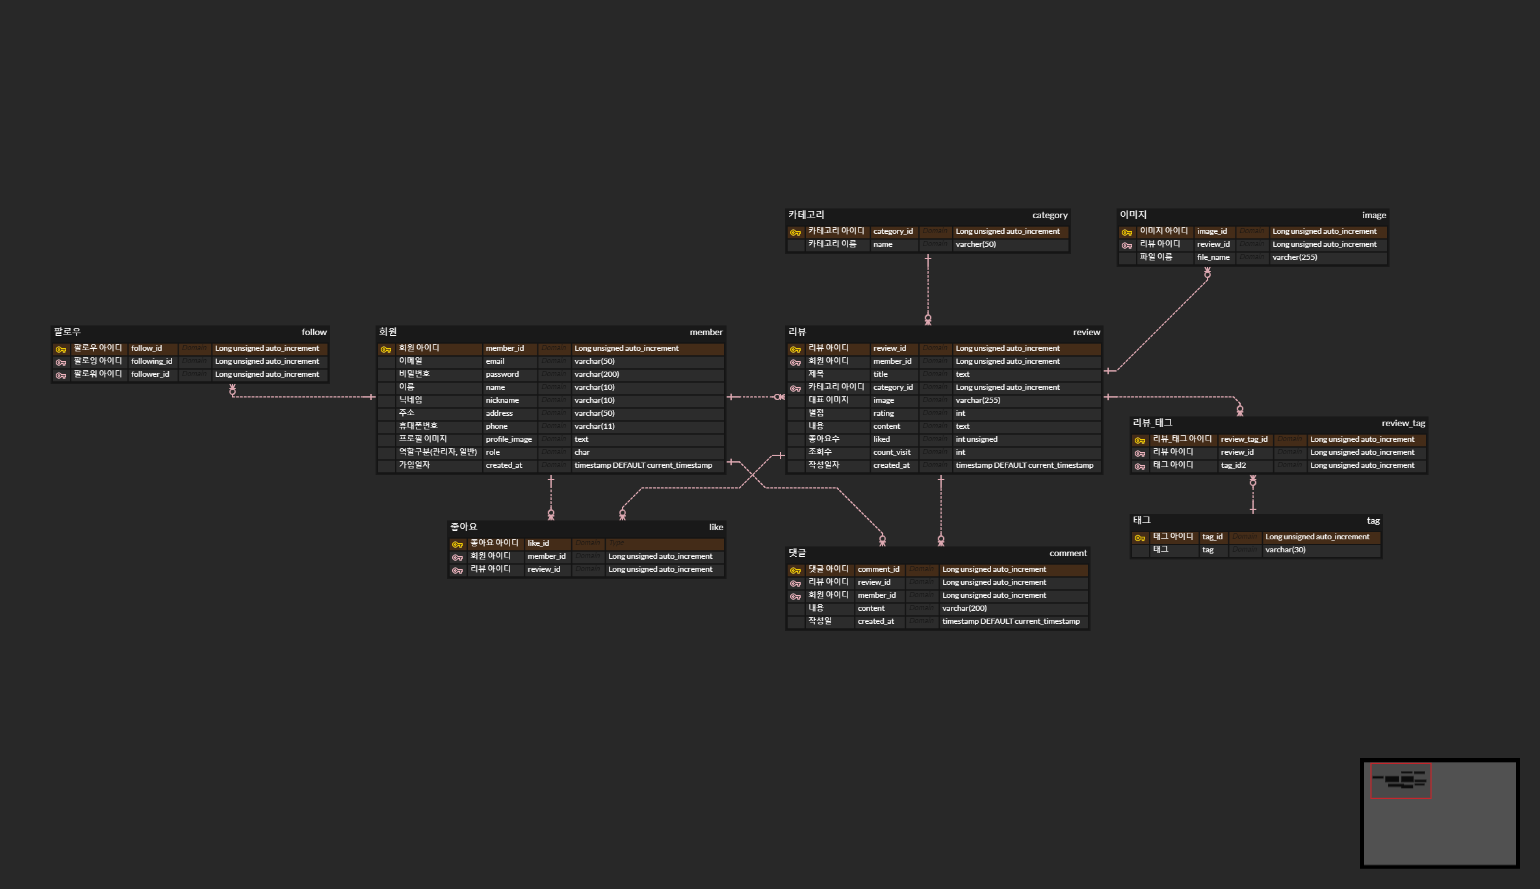 카테고리 category
카테고리 아이디 category_id Domain Long unsigned auto_increment
카테고리 이름 name Domain varchar(50)
이미지 image
이미지 아이디 image_id Domain Long unsigned auto_increment
리뷰 아이디 review_id Domain Long unsigned auto_increment
파일 이름 file_name Domain varchar(255)
팔로우 follow
팔로우 아이디 follow_id Domain Long unsigned auto_increment
팔로잉 아이디 following_id Domain Long unsigned auto_increment
팔로워 아이디 follower_id Domain Long unsigned auto_increment
회원 member
회원 아이디 member_id Domain Long unsigned auto_increment
이메일 email Domain varchar(50)
비밀번호 password Domain varchar(200)
이름 name Domain varchar(10)
닉네임 nickname Domain varchar(10)
주소 address Domain varchar(50)
휴대폰번호 phone Domain varchar(11)
프로필 이미지 profile_image Domain text
역할구분(관리자, 일반) role Domain char
가입일자 created_at Domain timestamp DEFAULT current_timestamp
리뷰 review
리뷰 아이디 review_id Domain Long unsigned auto_increment
회원 아이디 member_id Domain Long unsigned auto_increment
제목 title Domain text
카테고리 아이디 category_id Domain Long unsigned auto_increment
대표 이미지 image Domain varchar(255)
별점 rating Domain int
내용 content Domain text
좋아요수 liked Domain int unsigned
조회수 count_visit Domain int
작성일자 created_at Domain timestamp DEFAULT current_timestamp
리뷰_태그 review_tag
리뷰_태그 아이디 review_tag_id Domain Long unsigned auto_increment
리뷰 아이디 review_id Domain Long unsigned auto_increment
태그 아이디 tag_id2 Domain Long unsigned auto_increment
좋아요 like
좋아요 아이디 like_id Domain Type
회원 아이디 member_id Domain Long unsigned auto_increment
리뷰 아이디 review_id Domain Long unsigned auto_increment
태그 tag
태그 아이디 tag_id Domain Long unsigned auto_increment
태그 tag Domain varchar(30)
댓글 comment
댓글 아이디 comment_id Domain Long unsigned auto_increment
리뷰 아이디 review_id Domain Long unsigned auto_increment
회원 아이디 member_id Domain Long unsigned auto_increment
내용 content Domain varchar(200)
작성일 created_at Domain timestamp DEFAULT current_timestamp